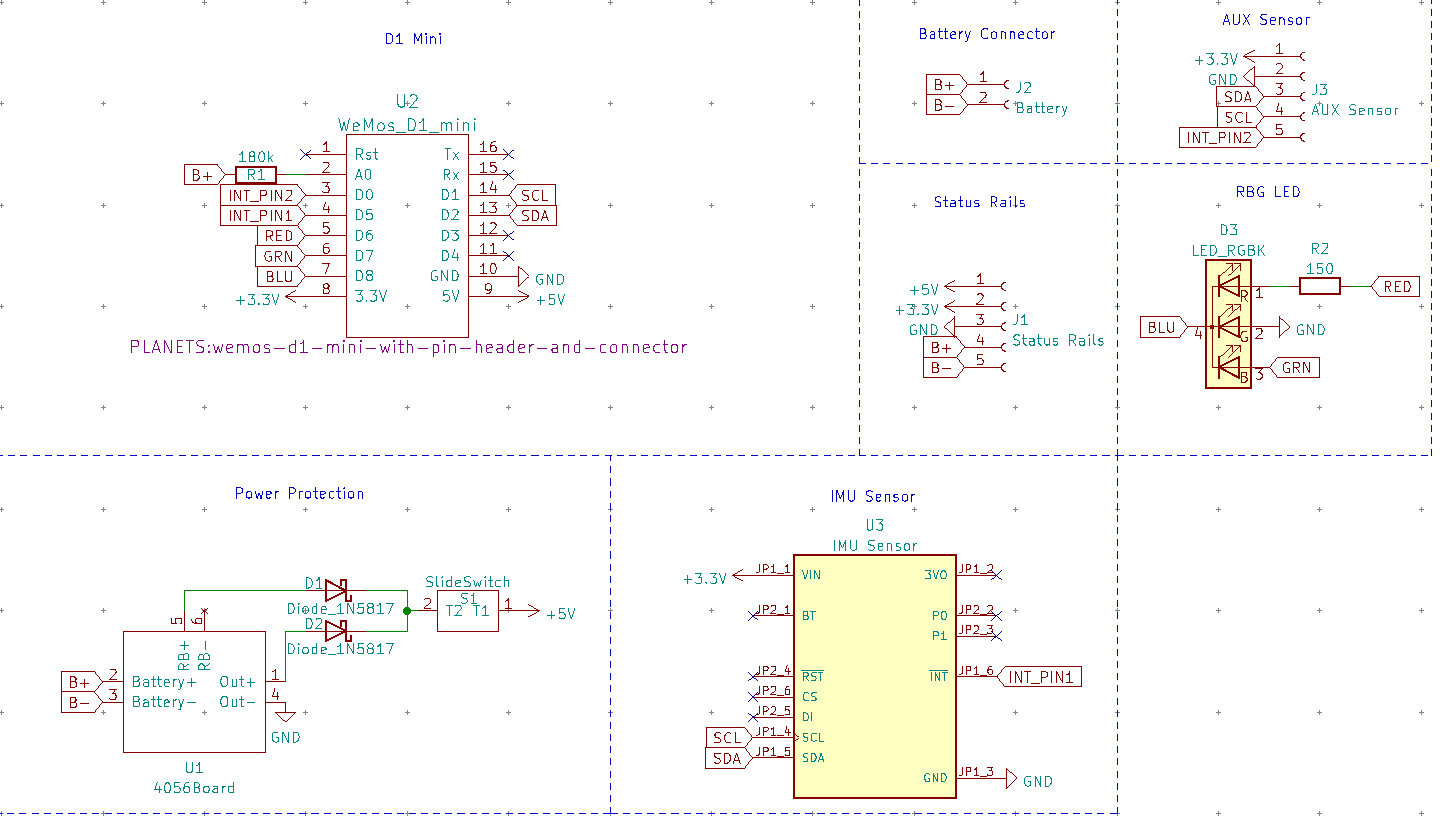 D1 Mini
U2
WeMos_D1_mini
1 Rst
Tx 16
180k
B+ R1 2 A0
Rx 15
INT_PIN2 3 D0
D1 14 SCL
INT_PIN1 4 D5
D2 13 SDA
RED 5 D6
D3 12
GRN 6 D7
D4 11
BLU 7 D8
GND 10 GND
+3.3V 8 3.3V
5V 9 +5V
PLANETS:wemos-d1-mini-with-pin-header-and-connector
Battery Connector
B+ 1
J2
B- 2
Battery
AUX Sensor
+3.3V 1
GND 2
SDA 3
J3
SCL 4
AUX Sensor
INT_PIN2 5
Status Rails
+5V 1
+3.3V 2
GND 3
J1
B+ 4
Status Rails
B- 5
RBG LED
D3
LED_RGBK
R2
150
R 1 RED
BLU 4
G 2 GND
B 3 GRN
Power Protection
D1
Diode_1N5817
D2
Diode_1N5817
SlideSwitch
S1
2 T2 T1 1
+5V
5 RB+
6 RB-
B+ 2 Battery+
Out+ 1
B- 3 Battery-
Out- 4
GND
U1
4056Board
IMU Sensor
U3
IMU Sensor
+3.3V JP1_1 VIN
3VO JP1_2
JP2_1 BT
P0 JP2_2
P1 JP2_3
JP2_4 RST
INT JP1_6 INT_PIN1
JP2_6 CS
JP2_5 DI
SCL JP1_4 SCL
SDA JP1_5 SDA
GND JP1_3 GND